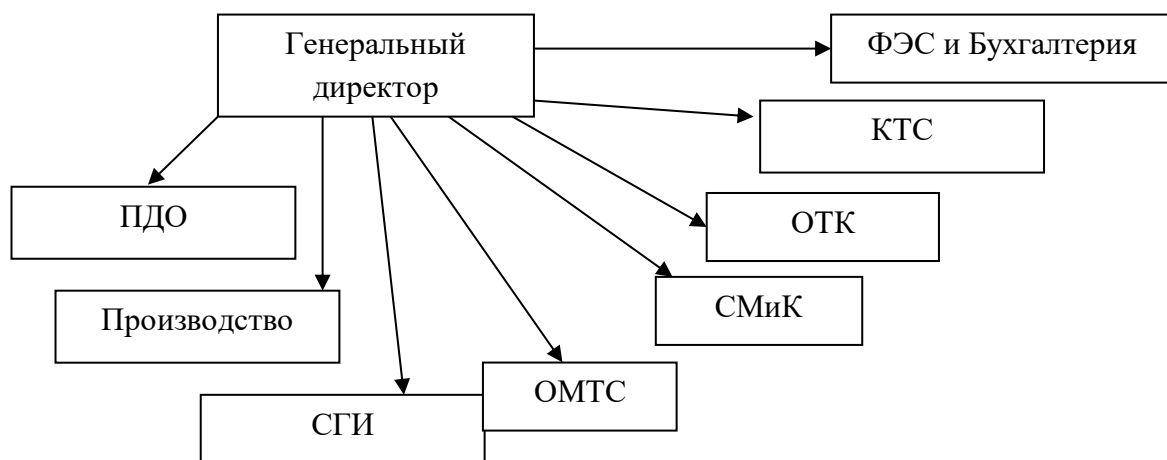 Генеральный
директор
ФЭС и Бухгалтерия
КТС
ПДО
ОТК
Производство
СМиК
ОМТС
СГИ